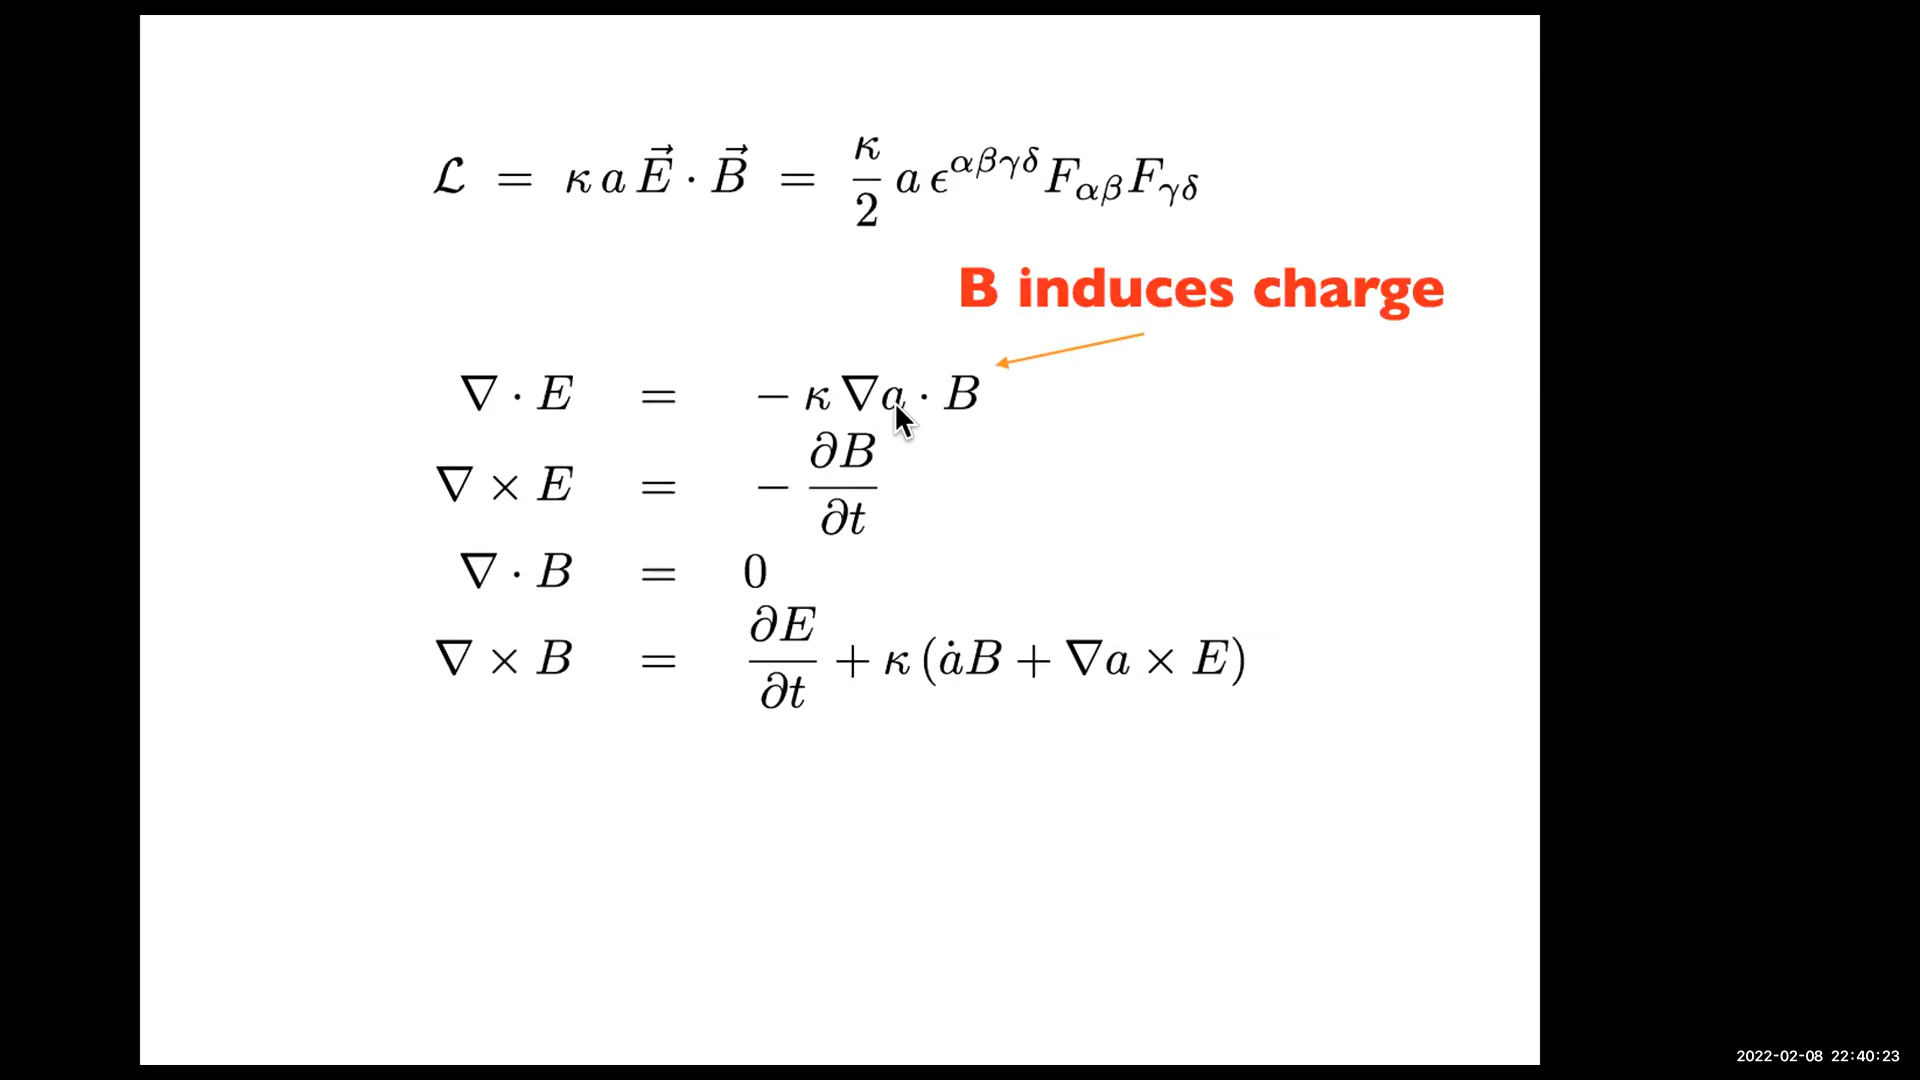 ℒ = κ a E⃗ · B⃗ = κ/2 a ϵ^{αβγδ} F_{αβ} F_{γδ}
B induces charge
∇ · E = − κ ∇a · B
∇ × E = − ∂B/∂t
∇ · B = 0
∇ × B = ∂E/∂t + κ (ȧB + ∇a × E)
2022-02-08 22:40:23